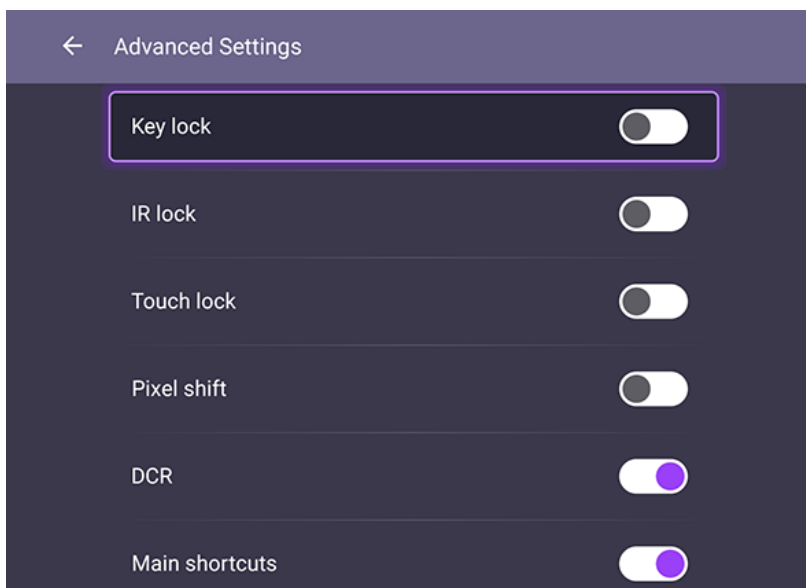 Advanced Settings
Key lock
IR lock
Touch lock
Pixel shift
DCR
Main shortcuts